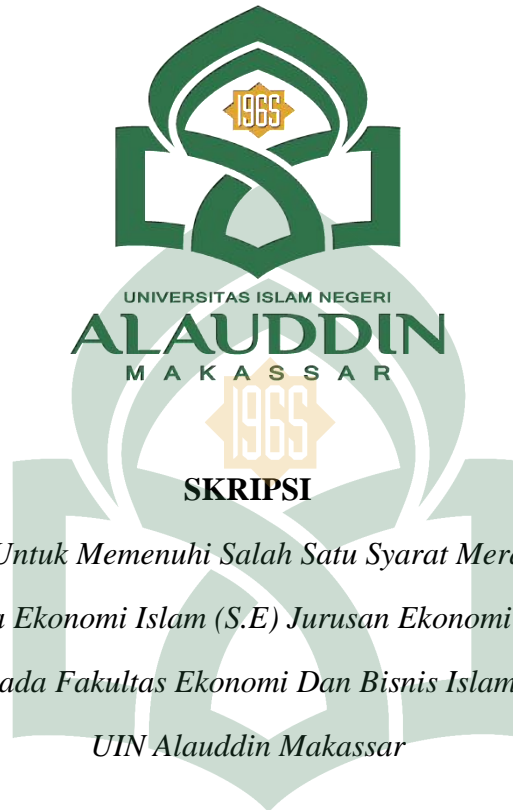 1965
UNIVERSITAS ISLAM NEGERI
ALAUDDIN
MAKASSAR
1965
SKRIPSI
Untuk Memenuhi Salah Satu Syarat
Ekonomi Islam (S.E) Jurusan Ekonomi
Fakultas Ekonomi Dan Bisnis Islam
UIN Alauddin Makassar